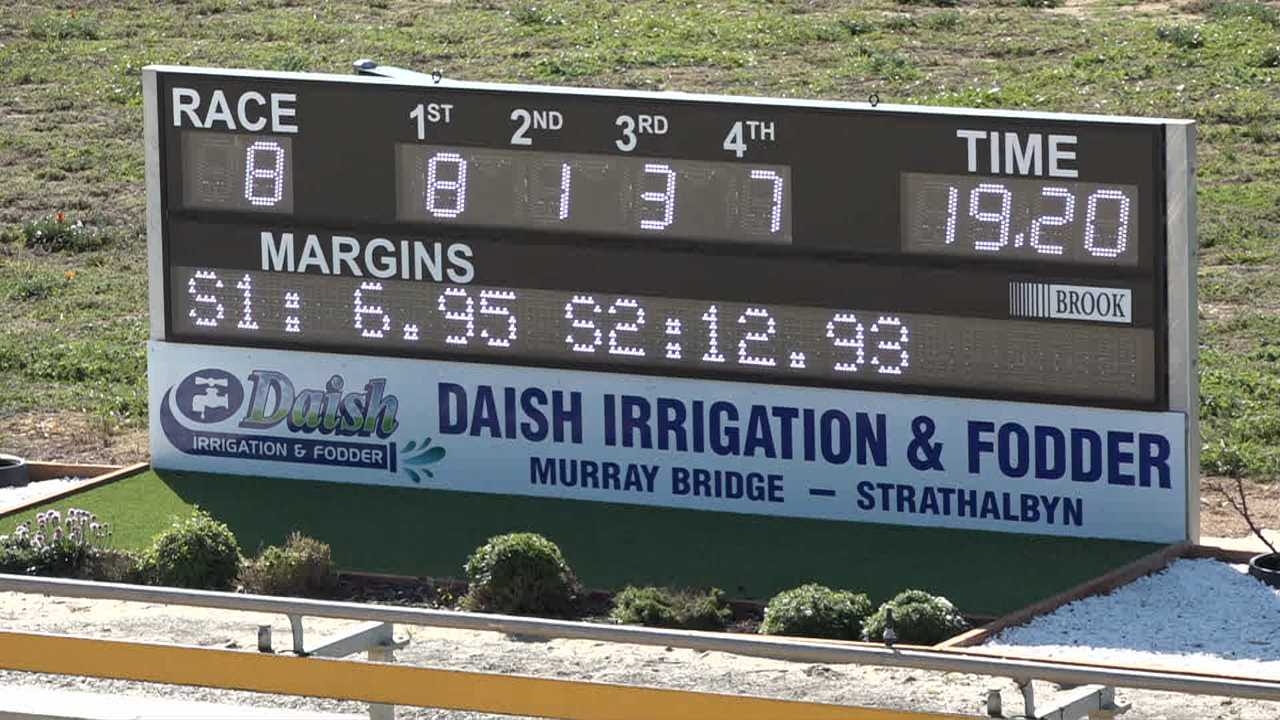 RACE 1ST 2ND 3RD 4TH TIME
8 8 1 3 7 19.20
MARGINS
BROOK
S1: 6.95 S2:12.93
Daish
IRRIGATION & FODDER
DAISH IRRIGATION & FODDER
MURRAY BRIDGE – STRATHALBYN